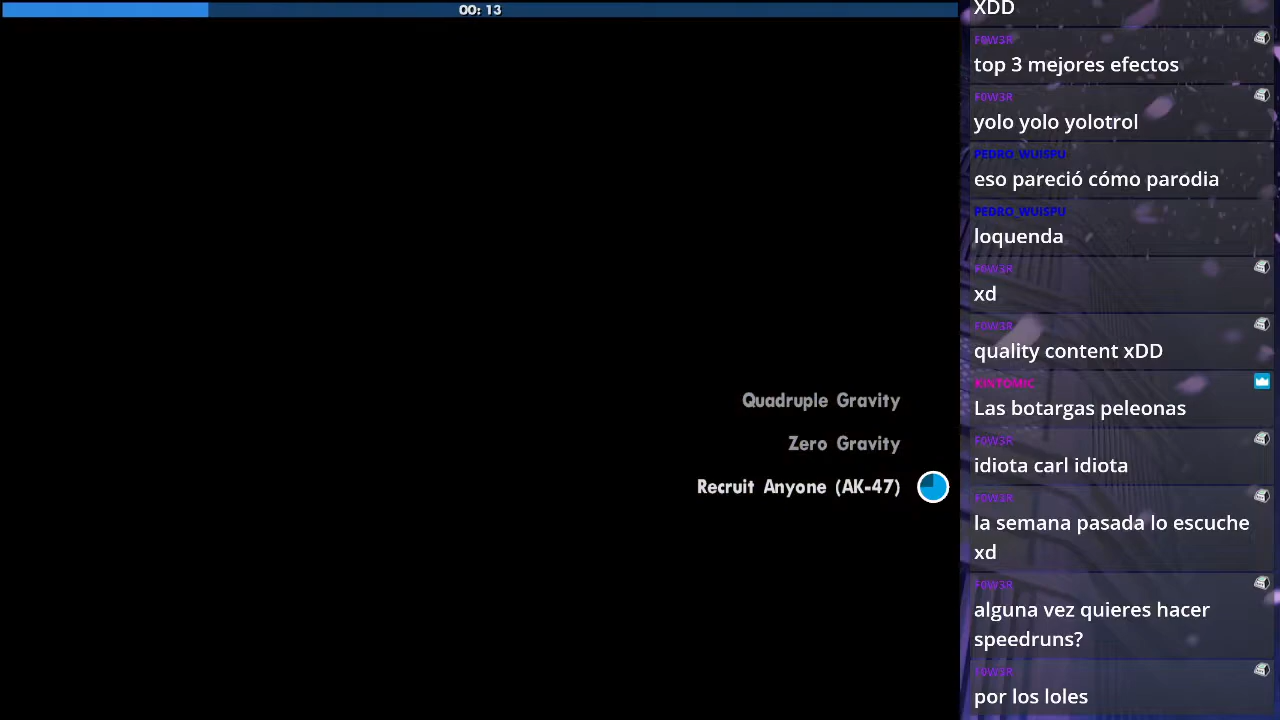 00: 13
Quadruple Gravity
Zero Gravity
Recruit Anyone (AK-47)
XDD
F0W3R
top 3 mejores efectos
F0W3R
yolo yolo yolotrol
PEDRO_WUISPU
eso pareció cómo parodia
PEDRO_WUISPU
loquenda
F0W3R
xd
F0W3R
quality content xDD
KINTOMIC
Las botargas peleonas
F0W3R
idiota carl idiota
F0W3R
la semana pasada lo escuche
xd
F0W3R
alguna vez quieres hacer
speedruns?
F0W3R
por los loles